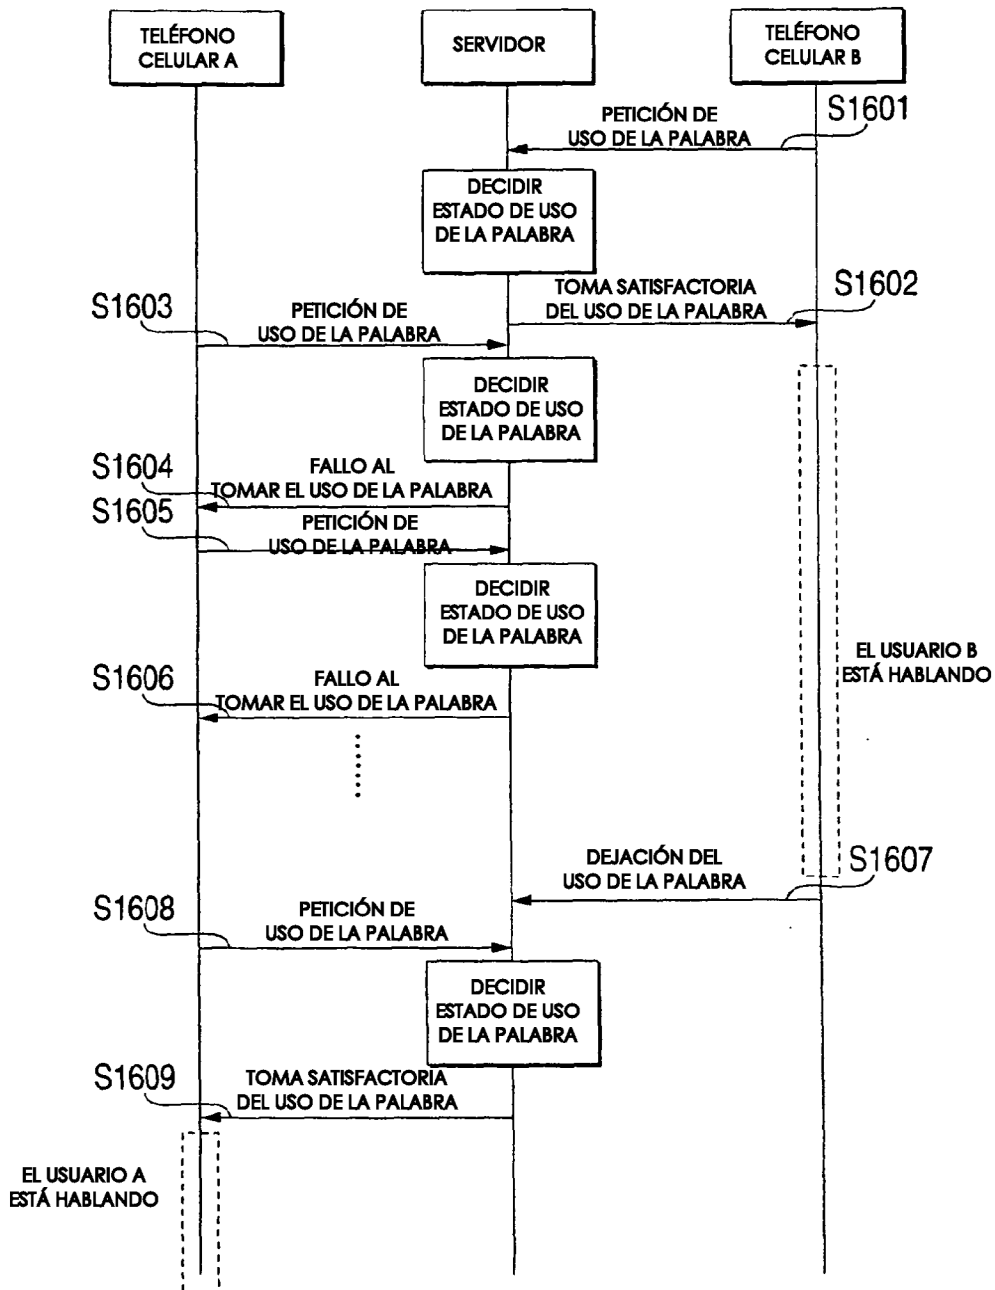 TELÉFONO
CELULAR A
SERVIDOR
TELÉFONO
CELULAR B
S1601
PETICIÓN DE
USO DE LA PALABRA
DECIDIR
ESTADO DE USO
DE LA PALABRA
S1602
TOMA SATISFACTORIA
DEL USO DE LA PALABRA
S1603
PETICIÓN DE
USO DE LA PALABRA
DECIDIR
ESTADO DE USO
DE LA PALABRA
S1604
FALLO AL
TOMAR EL USO DE LA PALABRA
S1605
PETICIÓN DE
USO DE LA PALABRA
DECIDIR
ESTADO DE USO
DE LA PALABRA
EL USUARIO B
ESTÁ HABLANDO
S1606
FALLO AL
TOMAR EL USO DE LA PALABRA
DEJACIÓN DEL
USO DE LA PALABRA
S1607
S1608
PETICIÓN DE
USO DE LA PALABRA
DECIDIR
ESTADO DE USO
DE LA PALABRA
S1609
TOMA SATISFACTORIA
DEL USO DE LA PALABRA
EL USUARIO A
ESTÁ HABLANDO